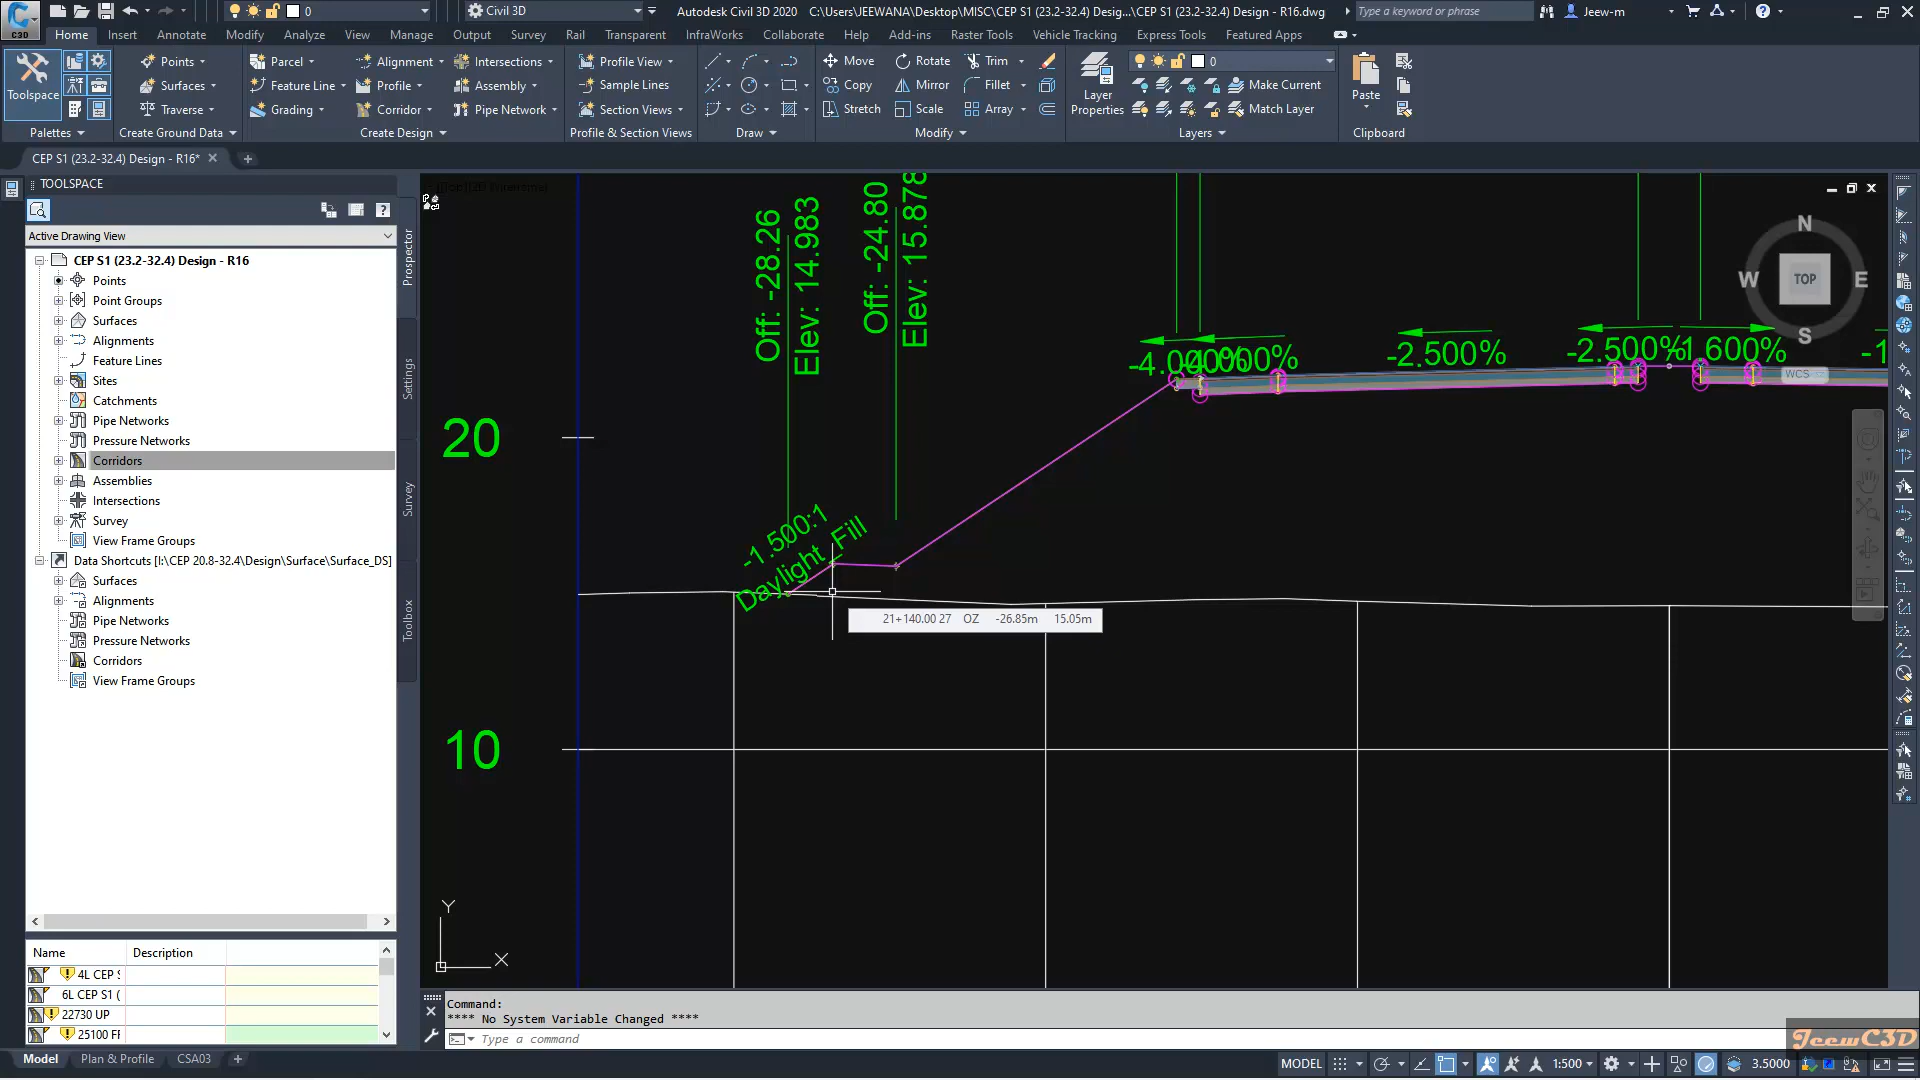 Civil 3D
Autodesk Civil 3D 2020 C:\Users\JEEWANA\Desktop\MISC\CEP S1 (23.2-32.4) Desig...\CEP S1 (23.2-32.4) Design - R16.dwg
Type a keyword or phrase
Jeew-m
C3D
0
Home Insert Annotate Modify Analyze View Manage Output Survey Rail Transparent InfraWorks Collaborate Help Add-ins Raster Tools Vehicle Tracking Express Tools Featured Apps
Toolspace
Points
Surfaces
Traverse
Parcel
Feature Line
Grading
Alignment
Profile
Corridor
Intersections
Assembly
Pipe Network
Profile View
Sample Lines
Section Views
Move
Copy
Stretch
Rotate
Mirror
Scale
Trim
Fillet
Array
Layer
Properties
0
Make Current
Match Layer
Paste
Palettes
Create Ground Data
Create Design
Profile & Section Views
Draw
Modify
Layers
Clipboard
CEP S1 (23.2-32.4) Design - R16*
TOOLSPACE
Active Drawing View
CEP S1 (23.2-32.4) Design - R16
Points
Point Groups
Surfaces
Alignments
Feature Lines
Sites
Catchments
Pipe Networks
Pressure Networks
Corridors
Assemblies
Intersections
Survey
View Frame Groups
Data Shortcuts [I:\CEP 20.8-32.4\Design\Surface\Surface_DS]
Surfaces
Alignments
Pipe Networks
Pressure Networks
Corridors
View Frame Groups
Prospector
Settings
Survey
Toolbox
Name Description
4L CEP
6L CEP S1 (
22730 UP
25100 FF
Off: -28.26
Elev: 14.983
Off: -24.80
Elev: 15.878
-4.000%
-4.000%
-2.500%
-2.500%
-1.600%
20
10
-1.500:1
Daylight_Fill
21+140.00 27 OZ -26.85m 15.05m
N
W
TOP
E
S
WCS
Y
X
Command:
**** No System Variable Changed ****
Type a command
JeewC3D
Model Plan & Profile CSA03
MODEL
1:500
3.5000